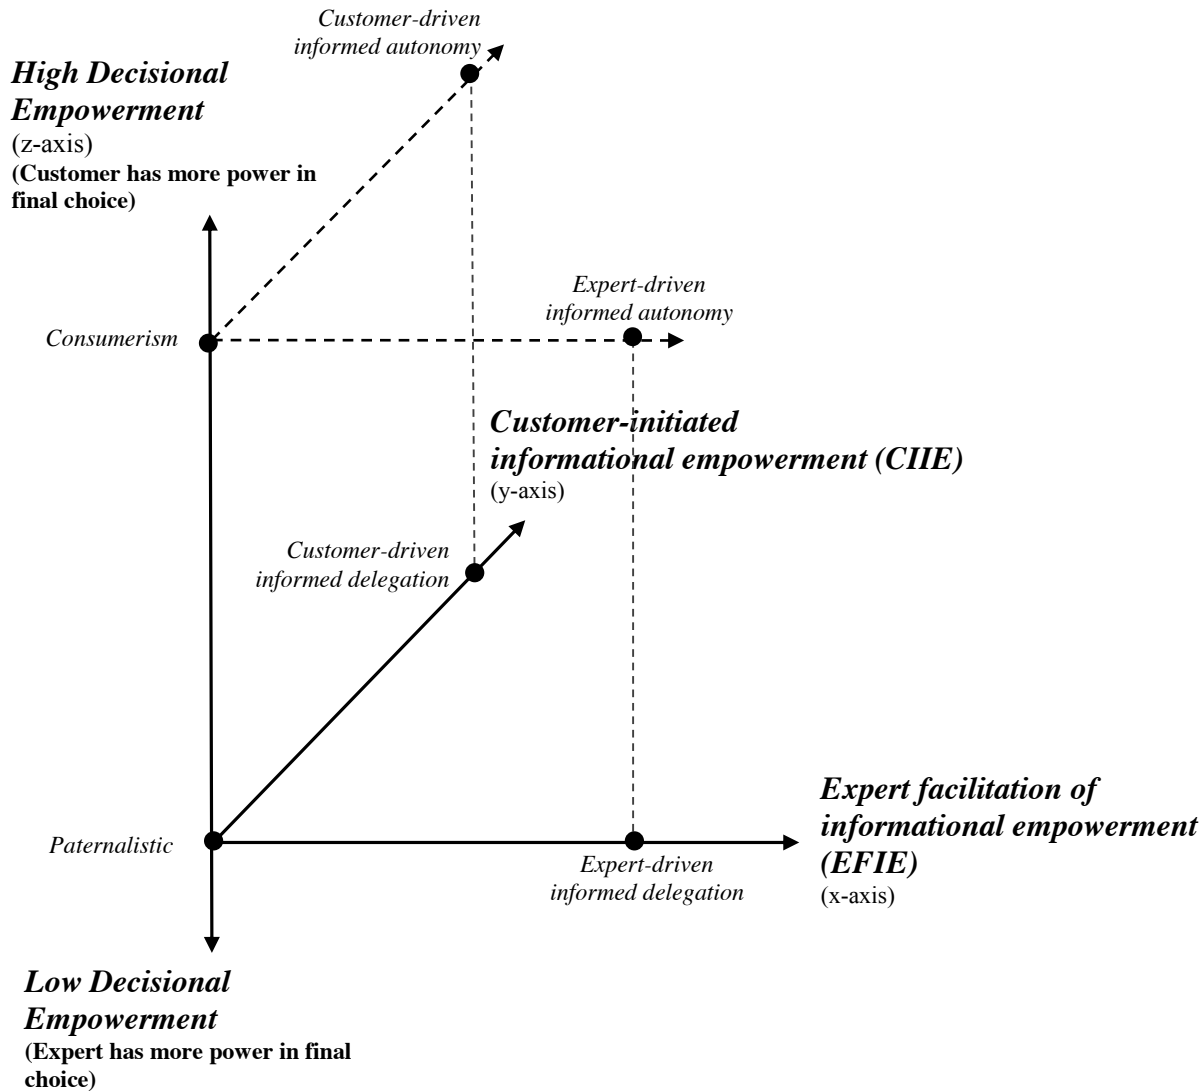 Customer-driven
informed autonomy
High Decisional
Empowerment
(z-axis)
(Customer has more power in
final choice)
Expert-driven
informed autonomy
Consumerism
Customer-initiated
informational empowerment (CIIE)
(y-axis)
Customer-driven
informed delegation
Expert facilitation of
informational empowerment
(EFIE)
(x-axis)
Paternalistic
Expert-driven
informed delegation
Low Decisional
Empowerment
(Expert has more power in final
choice)